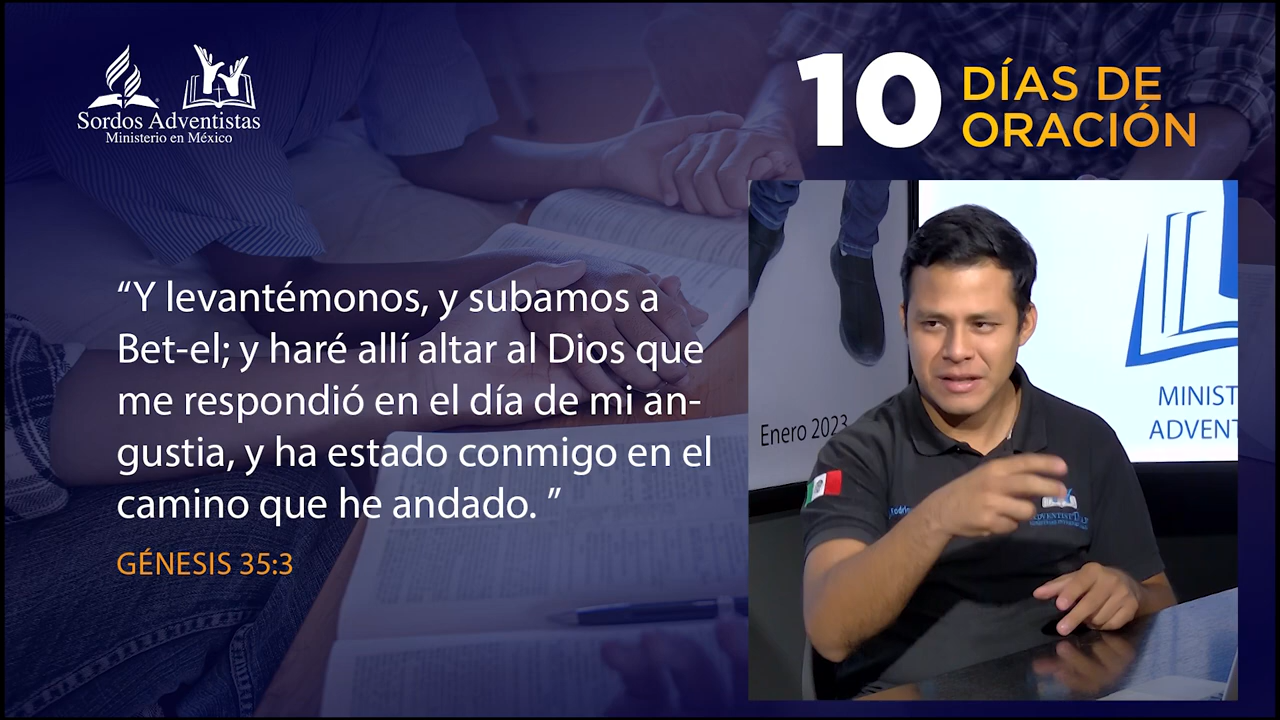 Sordos Adventistas
Ministerio en México
10 DÍAS DE
ORACIÓN
“Y levantémonos, y subamos a
Bet-el; y haré allí altar al Dios que
me respondió en el día de mi an-
gustia, y ha estado conmigo en el
camino que he andado. ”
GÉNESIS 35:3
Enero 2023
MINIST
ADVENT